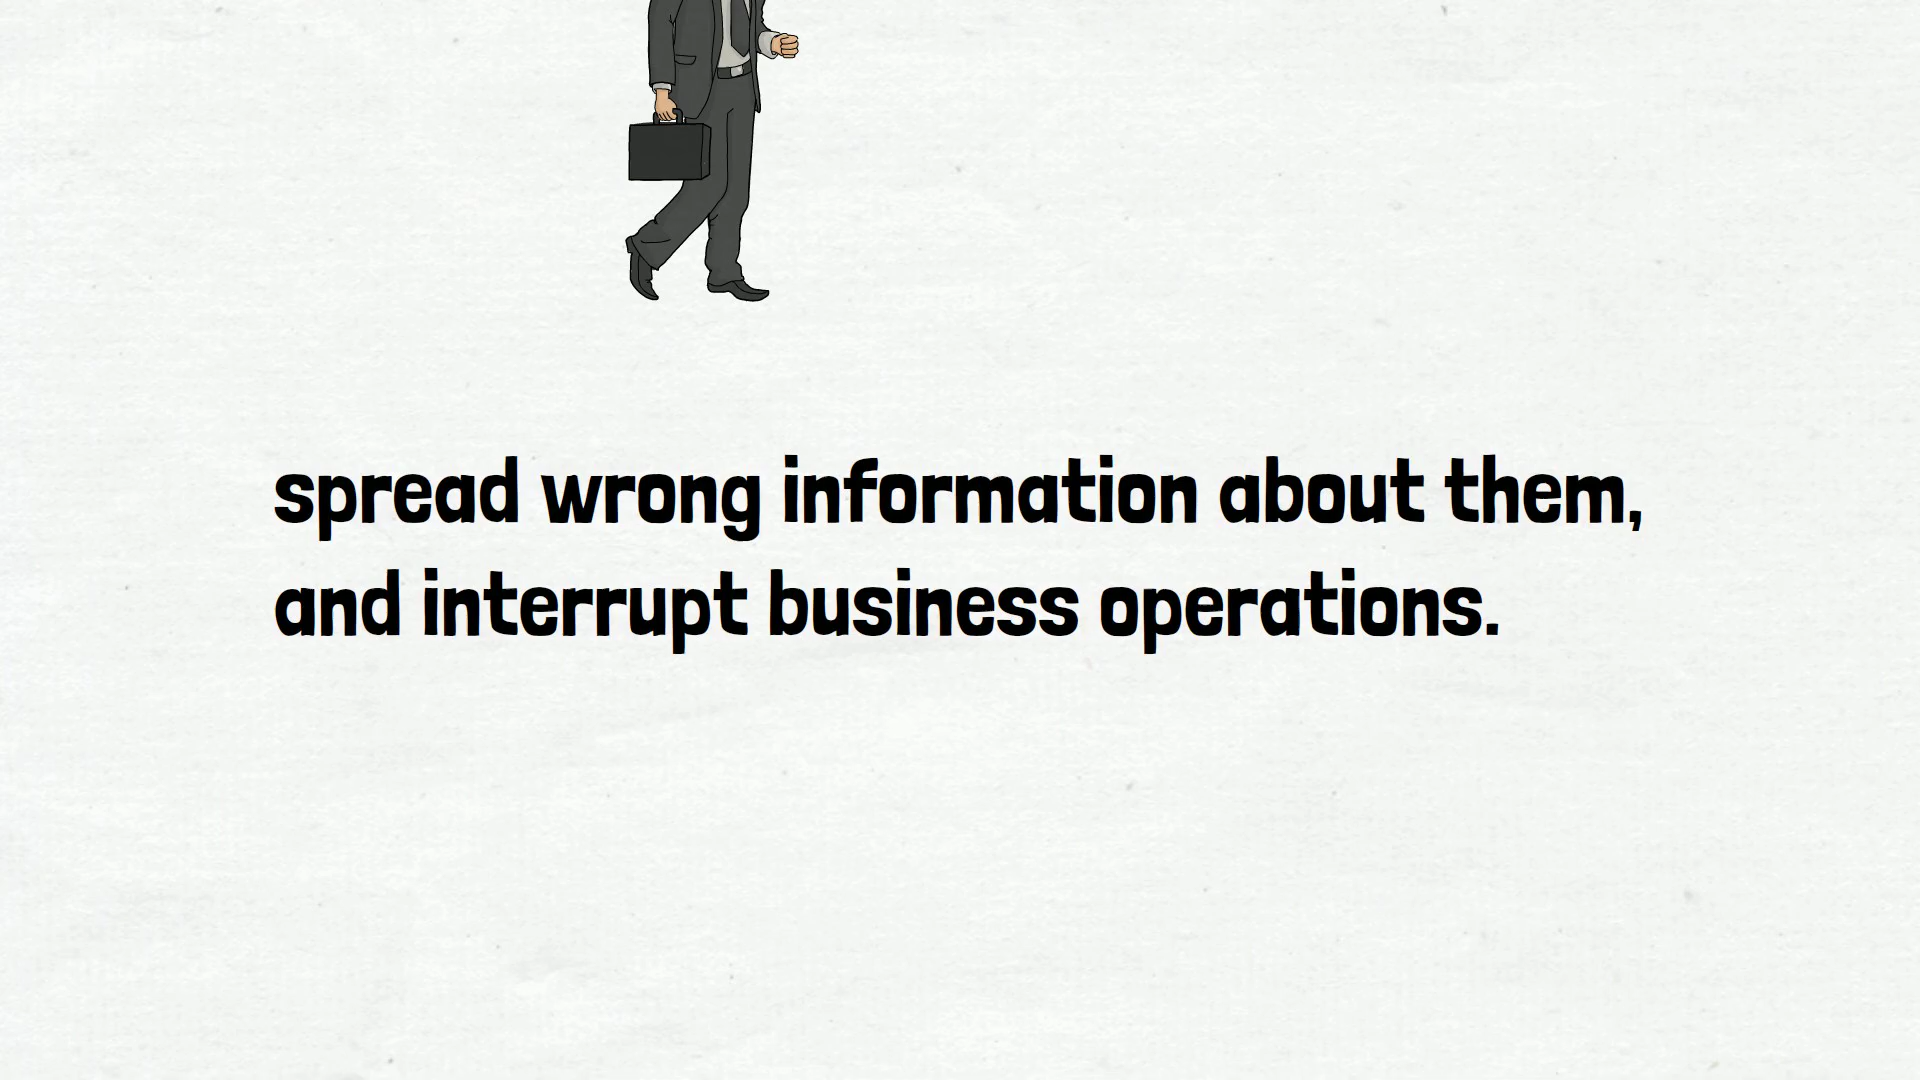 spread wrong information about them,
and interrupt business operations.